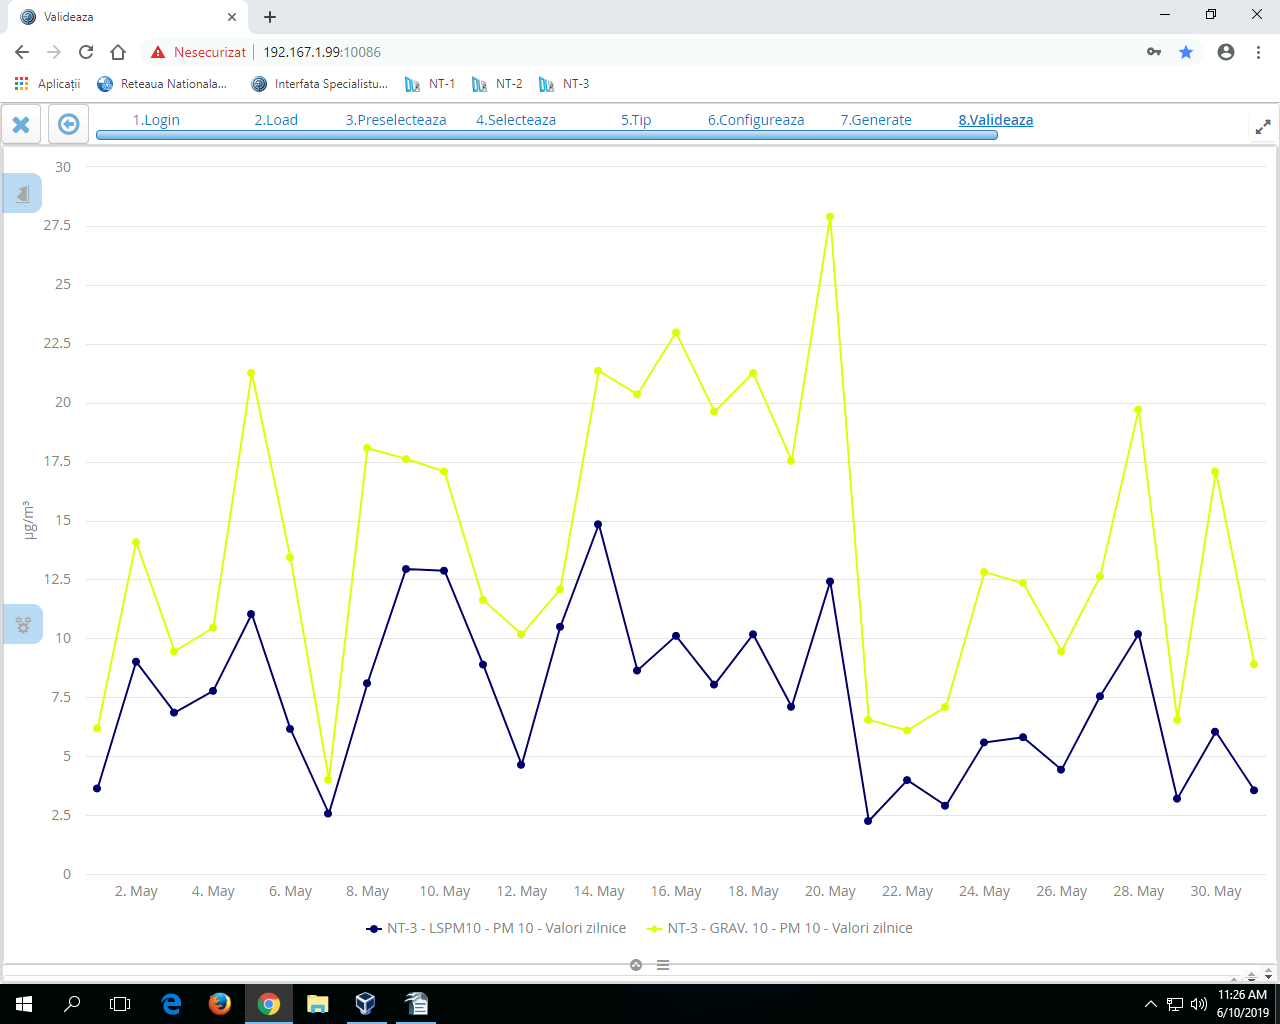 Valideaza
Nesecurizat 192.167.1.99:10086
Aplicații Reteaua Nationala... Interfata Specialistu... NT-1 NT-2 NT-3
1.Login 2.Load 3.Preselecteaza 4.Selecteaza 5.Tip 6.Configureaza 7.Generate 8.Valideaza
30
27.5
25
22.5
20
17.5
15
12.5
10
7.5
5
2.5
0
µg/m³
2. May 4. May 6. May 8. May 10. May 12. May 14. May 16. May 18. May 20. May 22. May 24. May 26. May 28. May 30. May
NT-3 - LSPM10 - PM 10 - Valori zilnice NT-3 - GRAV. 10 - PM 10 - Valori zilnice
11:26 AM
6/10/2019